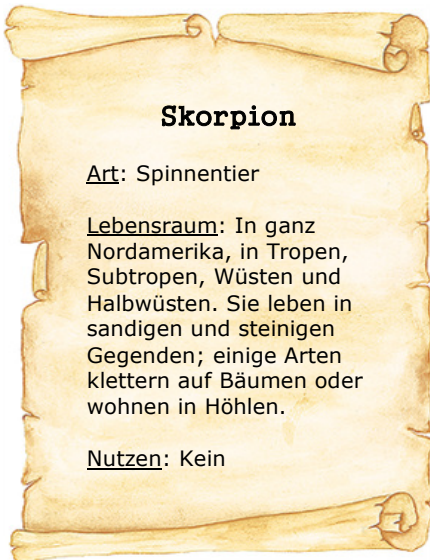 Skorpion
Art: Spinnentier
Lebensraum: In ganz
Nordamerika, in Tropen,
Subtropen, Wüsten und
Halbwüsten. Sie leben in
sandigen und steinigen
Gegenden; einige Arten
klettern auf Bäumen oder
wohnen in Höhlen.
Nutzen: Kein